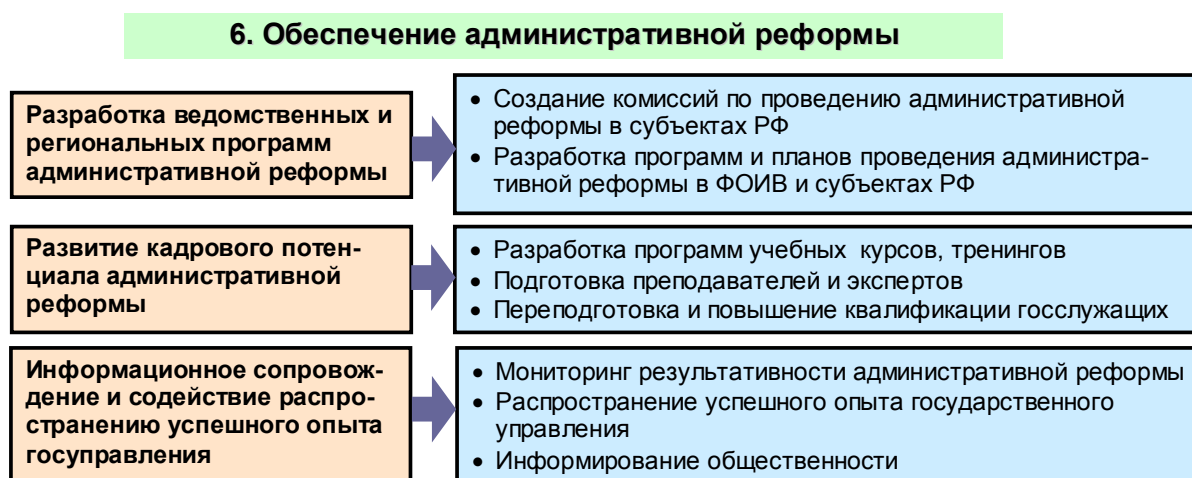 6. Обеспечение административной реформы
Разработка ведомственных и
региональных программ
административной реформы
• Создание комиссий по проведению административной
реформы в субъектах РФ
• Разработка программ и планов проведения администра-
тивной реформы в ФОИВ и субъектах РФ
Развитие кадрового потен-
циала административной
реформы
• Разработка программ учебных курсов, тренингов
• Подготовка преподавателей и экспертов
• Переподготовка и повышение квалификации госслужащих
Информационное сопровож-
дение и содействие распро-
странению успешного опыта
госуправления
• Мониторинг результативности административной реформы
• Распространение успешного опыта государственного
управления
• Информирование общественности